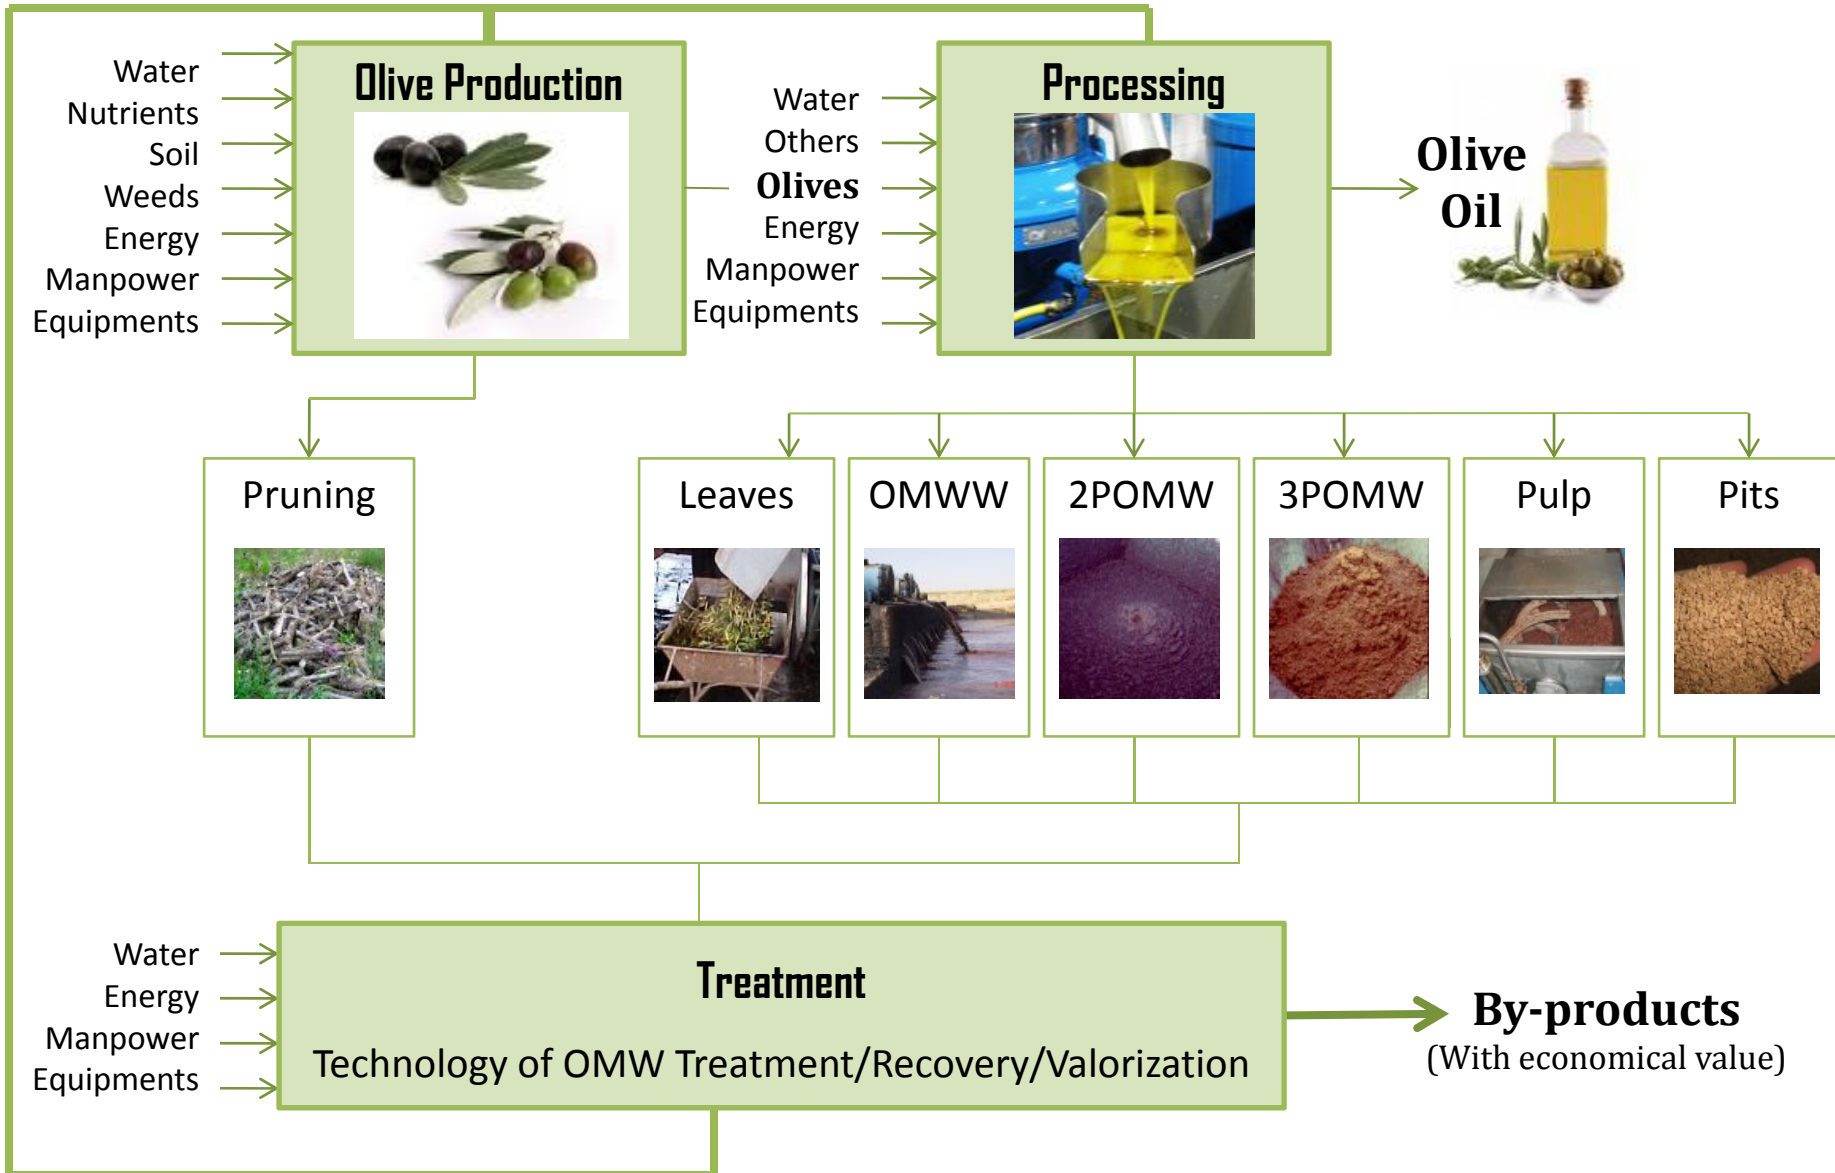 Olive Production
Water
Nutrients
Soil
Weeds
Energy
Manpower
Equipments
Processing
Water
Others
Olives
Energy
Manpower
Equipments
Olive
Oil
Pruning
Leaves
OMWW
2POMW
3POMW
Pulp
Pits
Water
Energy
Manpower
Equipments
Treatment
Technology of OMW Treatment/Recovery/Valorization
By-products
(With economical value)